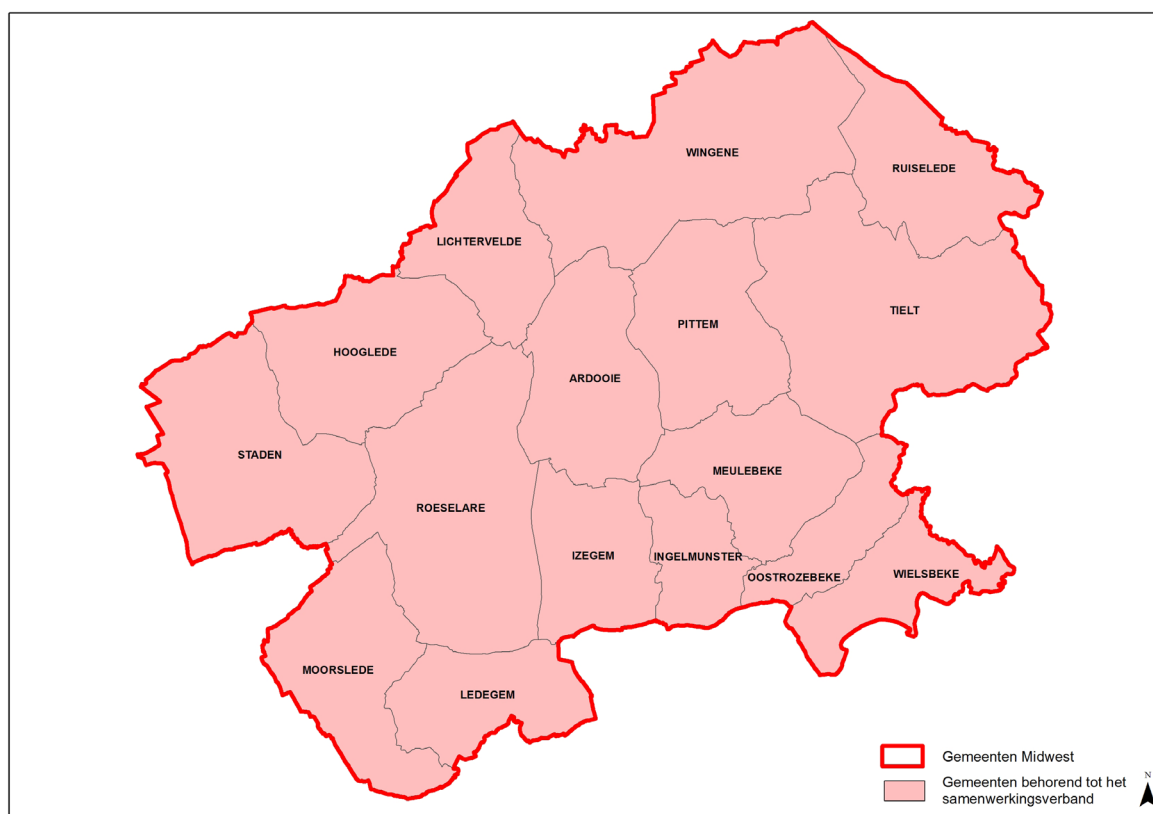 WINGENE
RUISELEDE
LICHTERVELDE
TIELT
PITTEM
HOOGLEDE
ARDOOIE
STADEN
MEULEBEKE
ROESELARE
IZEGEM
INGELMUNSTER
OOSTROZEBEKE
WIELSBEKE
MOORSLEDE
LEDEGEM
Gemeenten Midwest
Gemeenten behorend tot het
samenwerkingsverband
N